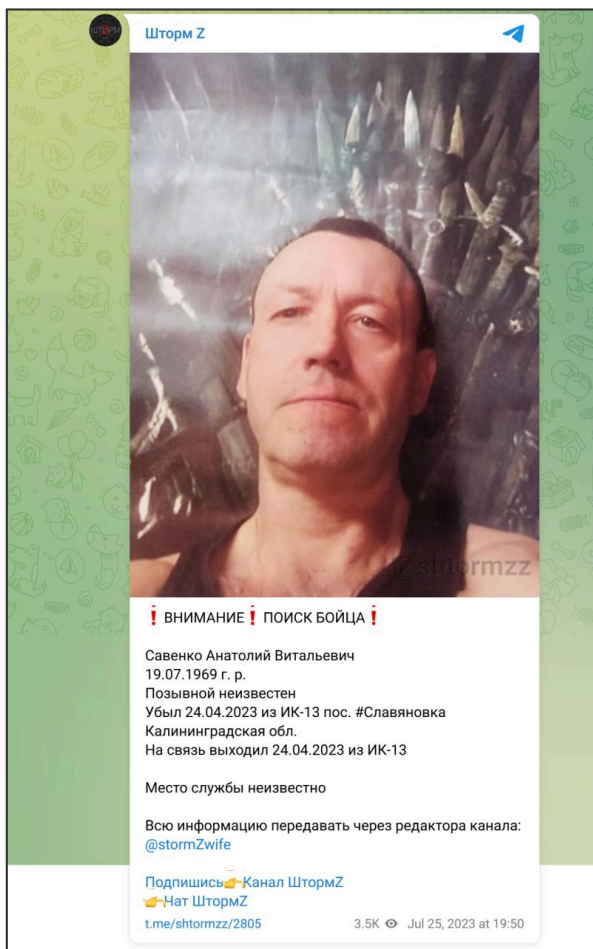 ШТОРМ
Шторм Z
@shtormzz
❗ ВНИМАНИЕ❗ ПОИСК БОЙЦА❗
Савенко Анатолий Витальевич
19.07.1969 г. р.
Позывной неизвестен
Убыл 24.04.2023 из ИК-13 пос. #Славяновка
Калининградская обл.
На связь выходил 24.04.2023 из ИК-13
Место службы неизвестно
Всю информацию передавать через редактора канала:
@stormZwife
Подпишись👉Канал ШтормZ
👉Чат ШтормZ
t.me/shtormzz/2805 3.5K Jul 25, 2023 at 19:50